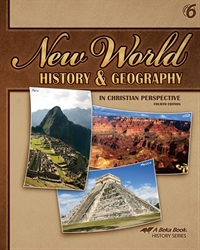 6
New World
HISTORY & GEOGRAPHY
IN CHRISTIAN PERSPECTIVE
FOURTH EDITION
A Beka Book
HISTORY SERIES